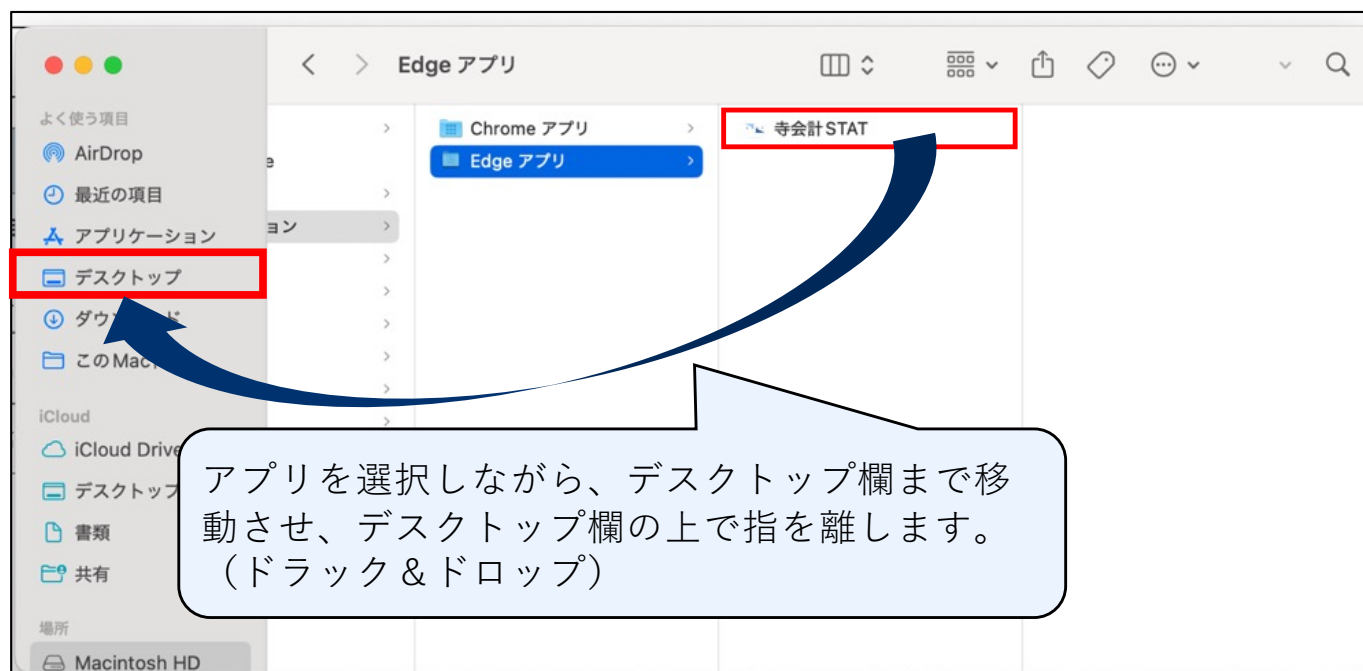 Edge アプリ
よく使う項目
AirDrop
最近の項目
アプリケーション
デスクトップ
ダウ
この Mac
iCloud
iCloud Drive
デスクトップ
書類
共有
場所
Macintosh HD
e
ョン
Chrome アプリ
Edge アプリ
寺会計STAT
アプリを選択しながら、デスクトップ欄まで移
動させ、デスクトップ欄の上で指を離します。
（ドラック＆ドロップ）